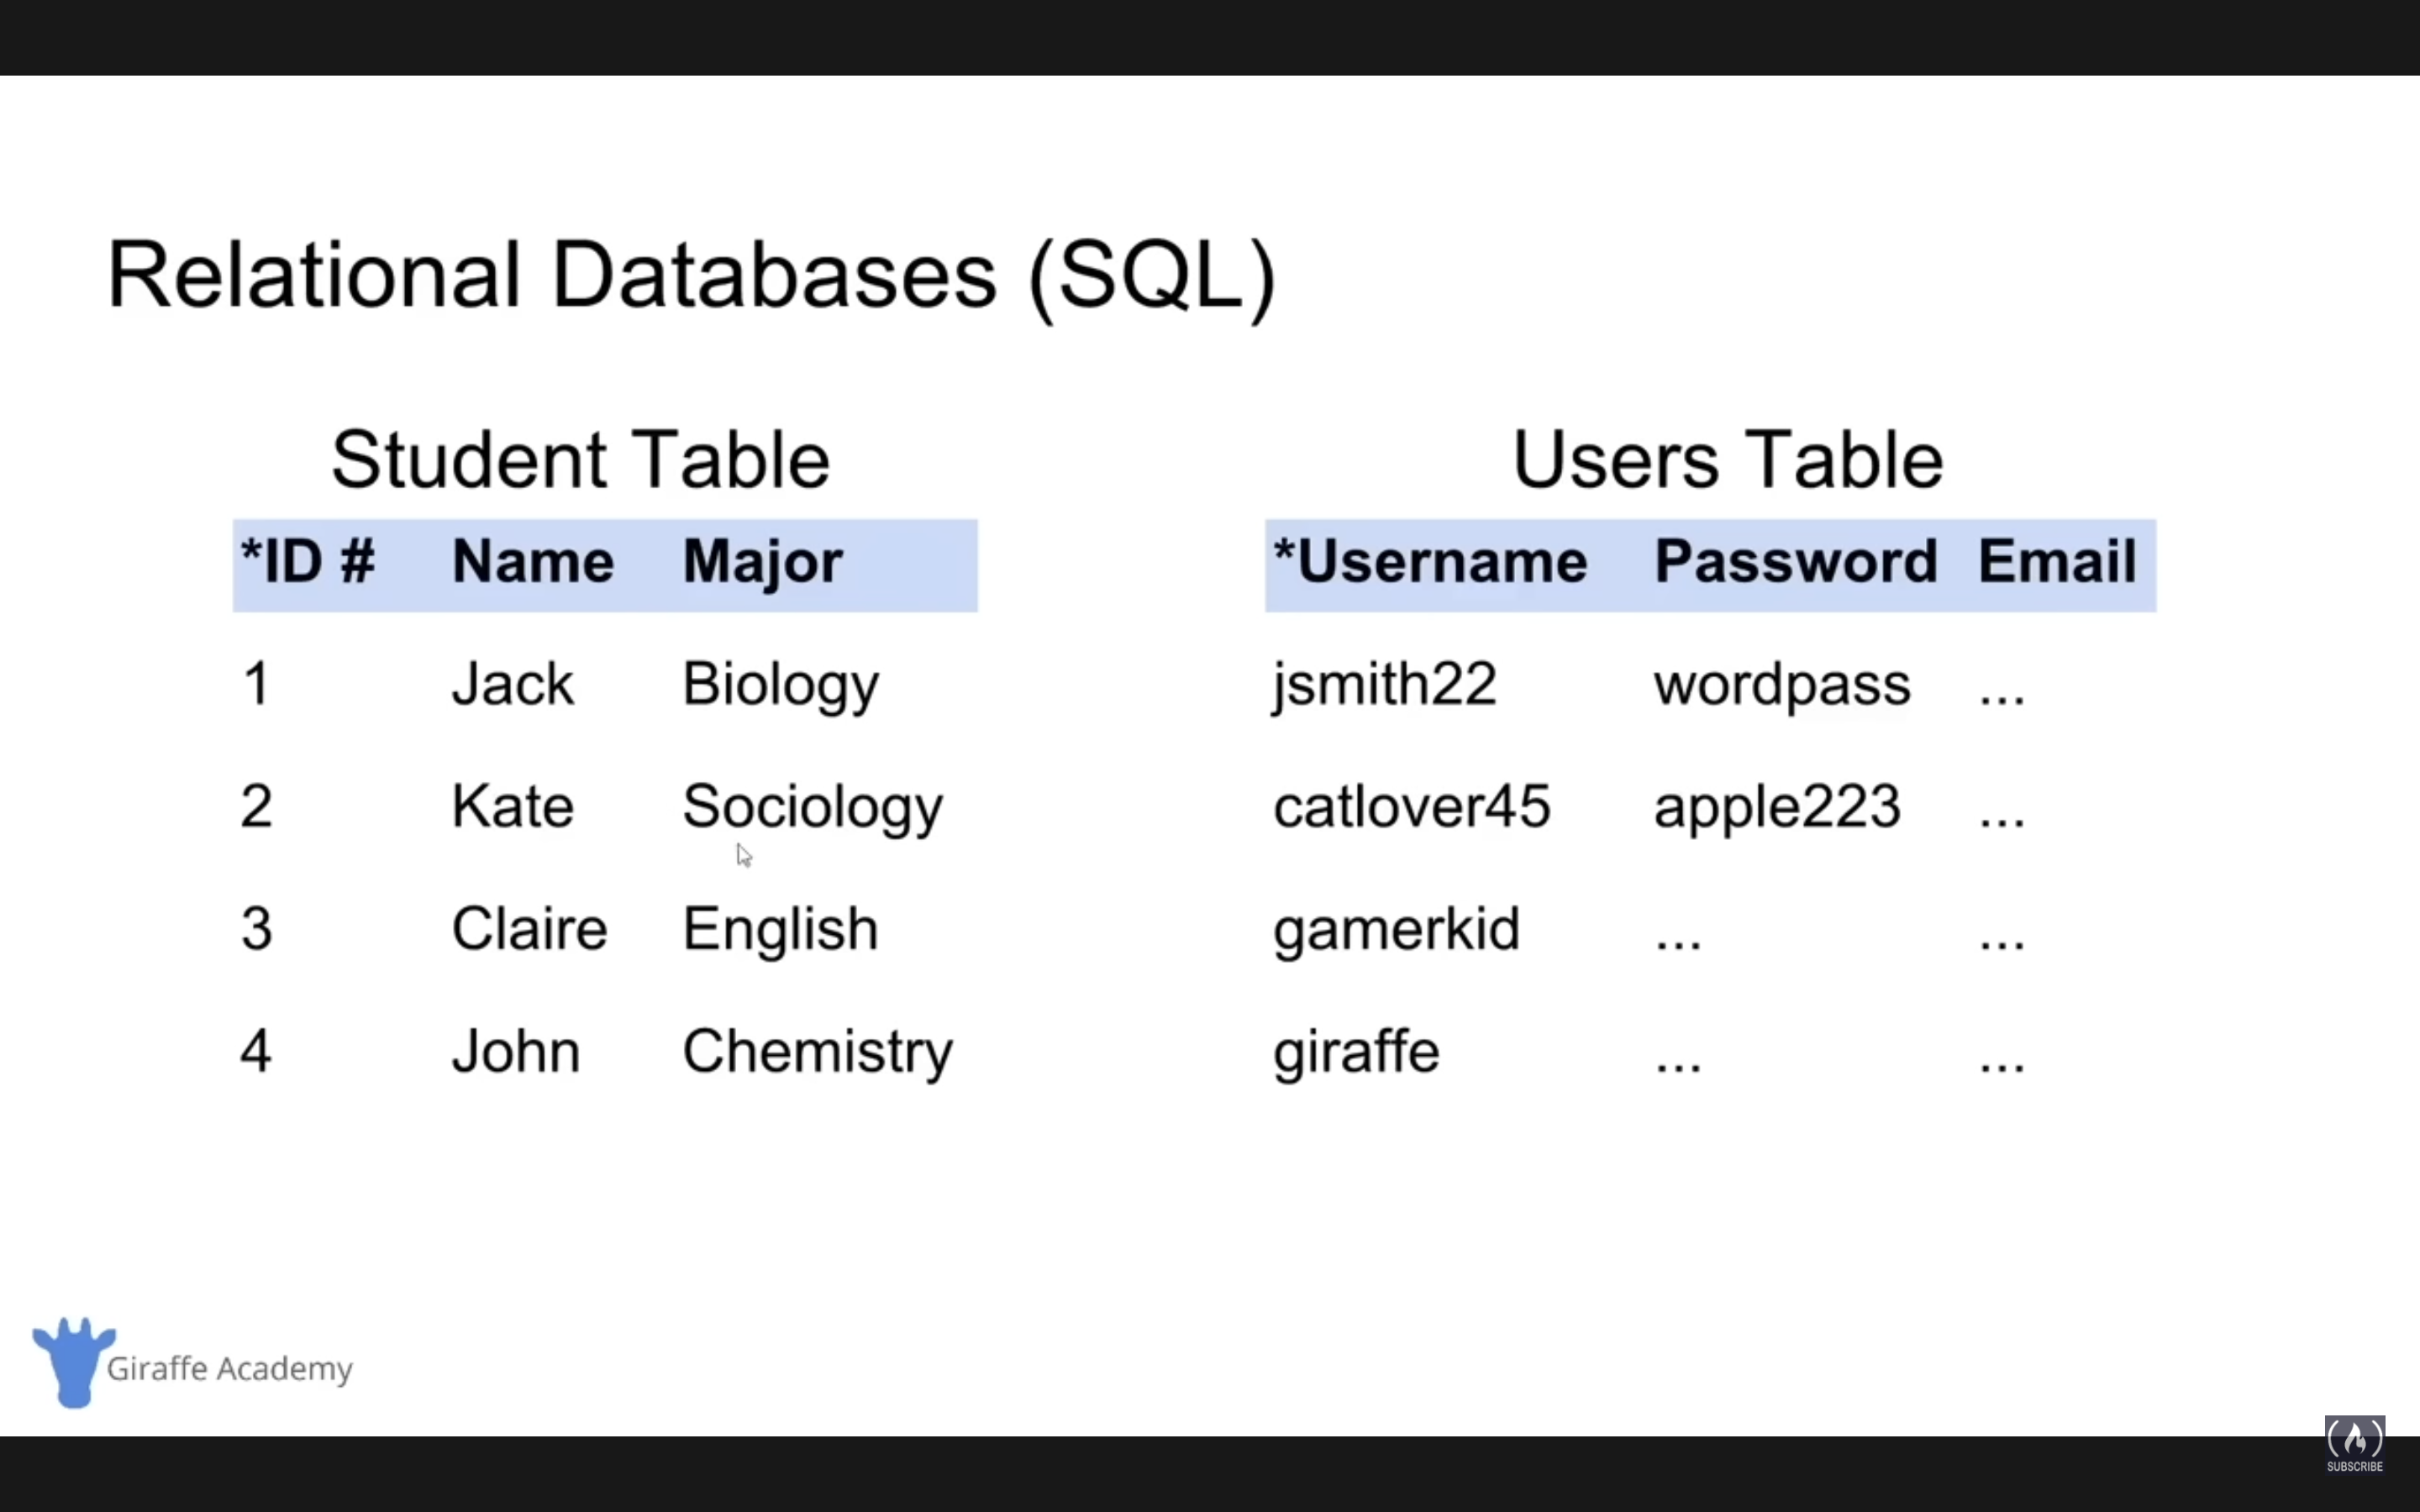 Relational Databases (SQL)
Student Table
*ID # Name Major
1 Jack Biology
2 Kate Sociology
3 Claire English
4 John Chemistry
Users Table
*Username Password Email
jsmith22 wordpass ...
catlover45 apple223 ...
gamerkid ... ...
giraffe ... ...
Giraffe Academy
SUBSCRIBE